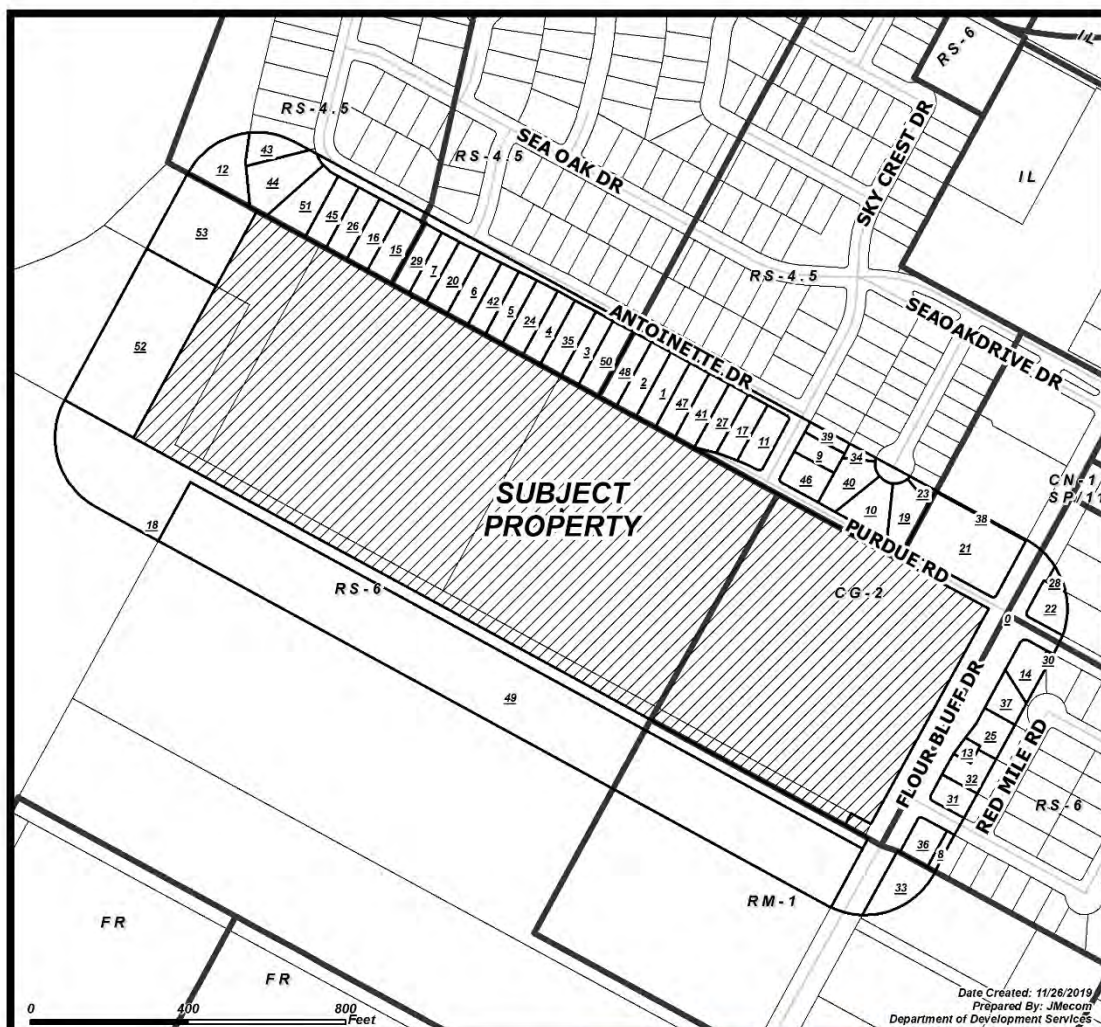 RS-6
IL
RS-4.5
SEA OAK DR
RS-4.5
SKY CREST DR
IL
43
12
44
51
45
26
16
15
53
29
7
20
6
42
5
24
4
35
3
50
48
2
1
47
41
27
17
11
RS-4.5
ANTOINETTE DR
SEAOAKDRIVE DR
52
39
9
34
46
40
10
19
23
38
21
CN-1
SP/11
SUBJECT
PROPERTY
PURDUE RD
CG-2
18
RS-6
28
22
0
49
14
30
37
25
13
32
31
FLOUR BLUFF DR
RED MILE RD
RS-6
36
8
33
RM-1
FR
FR
0
400
800
Feet
Date Created: 11/26/2019
Prepared By: JMecom
Department of Development Services